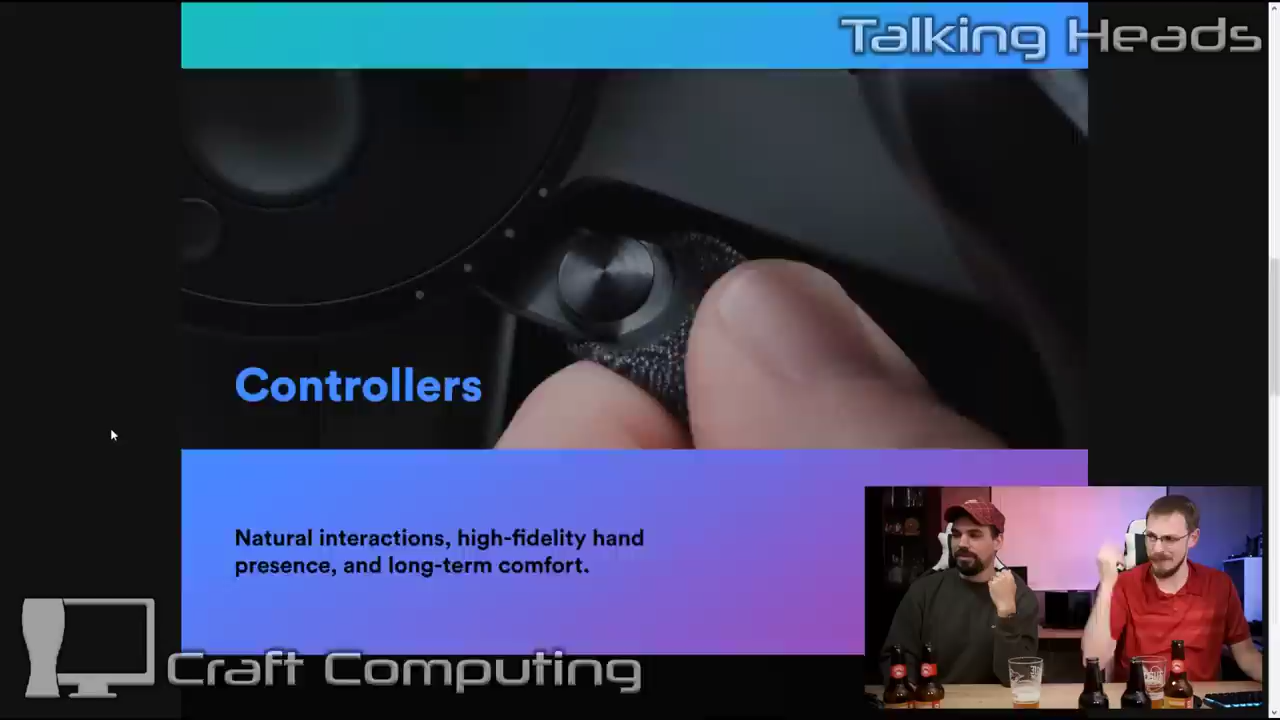 Talking Heads
Controllers
Natural interactions, high-fidelity hand
presence, and long-term comfort.
Craft Computing